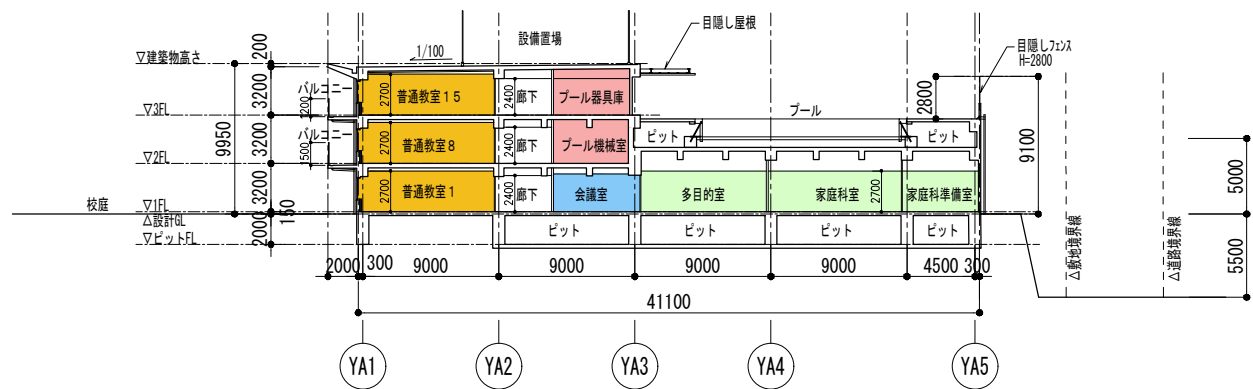 設備置場
目隠し屋根
目隠しフェンス
H=2800
▽建築物高さ
200
1/100
バルコニー
3200
2700
普通教室15
2400
廊下
プール器具庫
2800
プール
1200
▽3FL
9950
バルコニー
3200
2700
普通教室8
2400
廊下
プール機械室
ピット
ピット
9100
1500
▽2FL
5000
3200
2700
普通教室1
2400
廊下
会議室
多目的室
家庭科室
2700
家庭科準備室
校庭
▽1FL
△設計GL
150
▽ピットFL
2000
ピット
ピット
ピット
ピット
△敷地境界線
△道路境界線
5500
2000
300
9000
9000
9000
9000
4500
300
41100
YA1
YA2
YA3
YA4
YA5